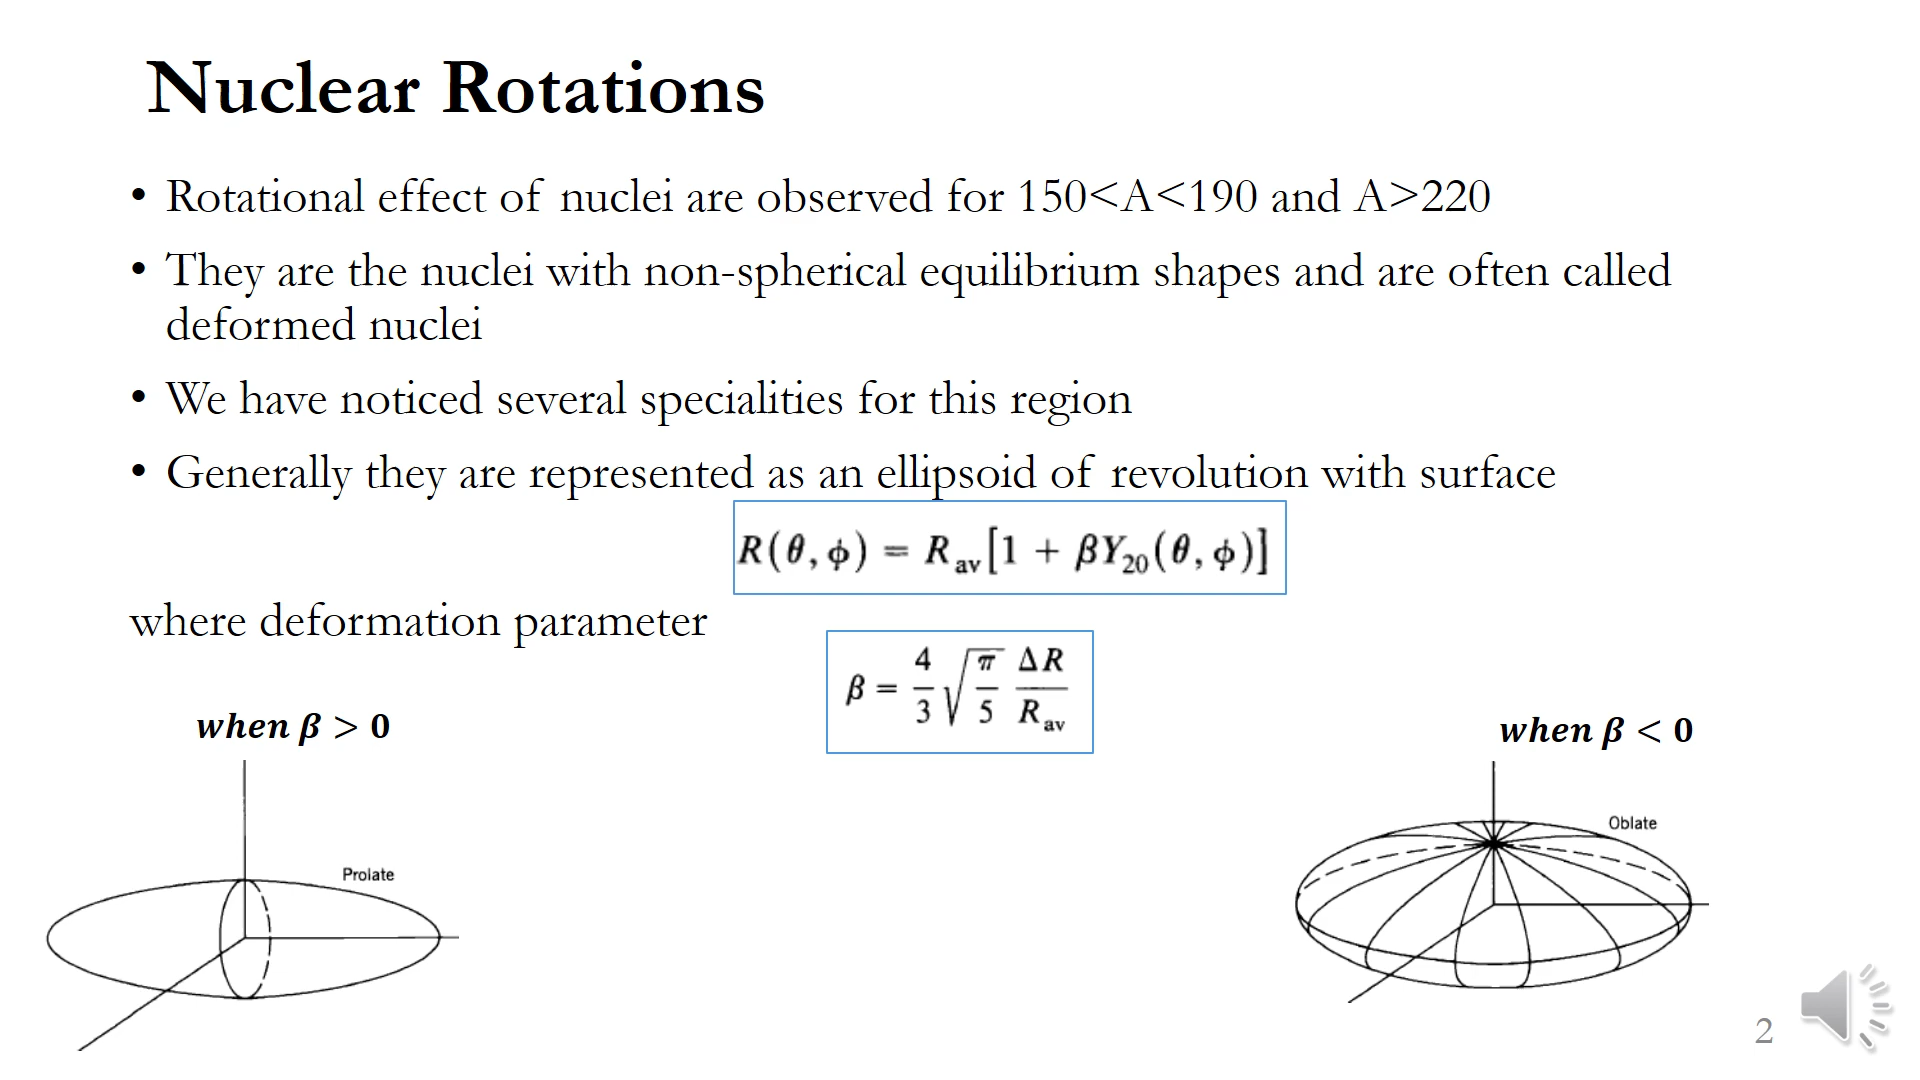 Nuclear Rotations
• Rotational effect of nuclei are observed for 150<A<190 and A>220
• They are the nuclei with non-spherical equilibrium shapes and are often called
deformed nuclei
• We have noticed several specialities for this region
• Generally they are represented as an ellipsoid of revolution with surface
R(θ, ϕ) = R_av[1 + βY_20(θ, ϕ)]
where deformation parameter
β = 4/3 √(π/5) ΔR/R_av
when β > 0
when β < 0
Prolate
Oblate
2